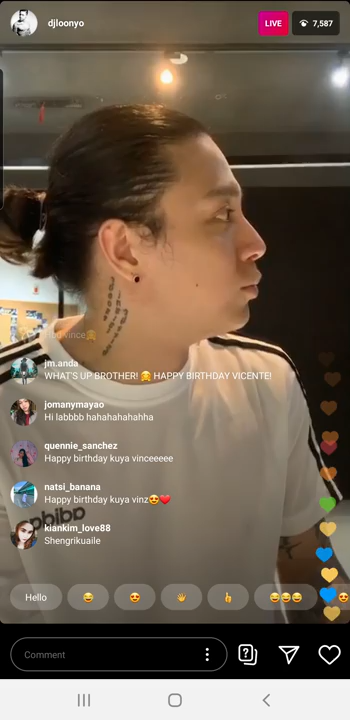 djloonyo
LIVE
7,587
jm.anda
WHAT'S UP BROTHER! 🤗 HAPPY BIRTHDAY VICENTE!
jomanymayao
Hi labbbb hahahahahahha
quennie_sanchez
Happy birthday kuya vinceeeee
natsi_banana
Happy birthday kuya vinz😍❤️
adidas
kiankim_love88
Shengrikuaile
Hello 😂 😍 👋 👍 😂😂😂 😍
Comment